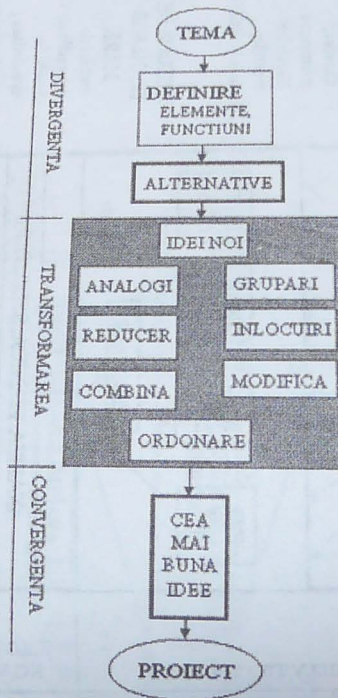 TEMA
DIVERGENTA
DEFINIRE
ELEMENTE,
FUNCTIUNI
ALTERNATIVE
TRANSFORMAREA
IDEI NOI
ANALOGI
GRUPARI
REDUCER
INLOCUIRI
COMBINA
MODIFICA
ORDONARE
CONVERGENTA
CEA
MAI
BUNA
IDEE
PROIECT